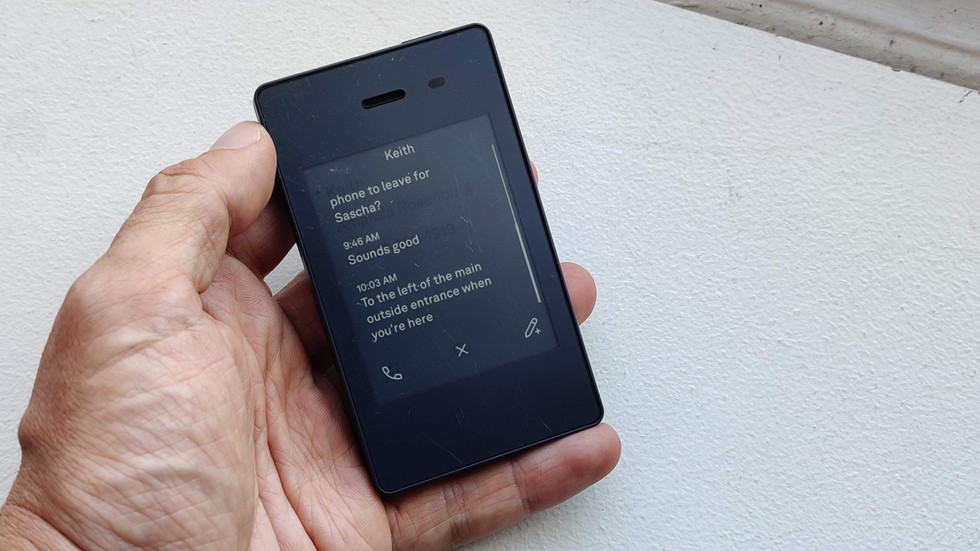 Keith
phone to leave for
Sascha?
9:46 AM
Sounds good
10:03 AM
To the left of the main
outside entrance when
you're here